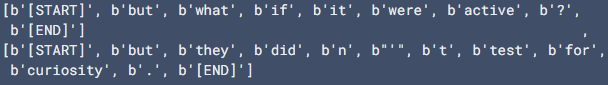 [b'[START]', b'but', b'what', b'if', b'it', b'were', b'active', b'?',
b'[END]'] ,
[b'[START]', b'but', b'they', b'did', b'n', b"'", b't', b'test', b'for',
b'curiosity', b'.', b'[END]']